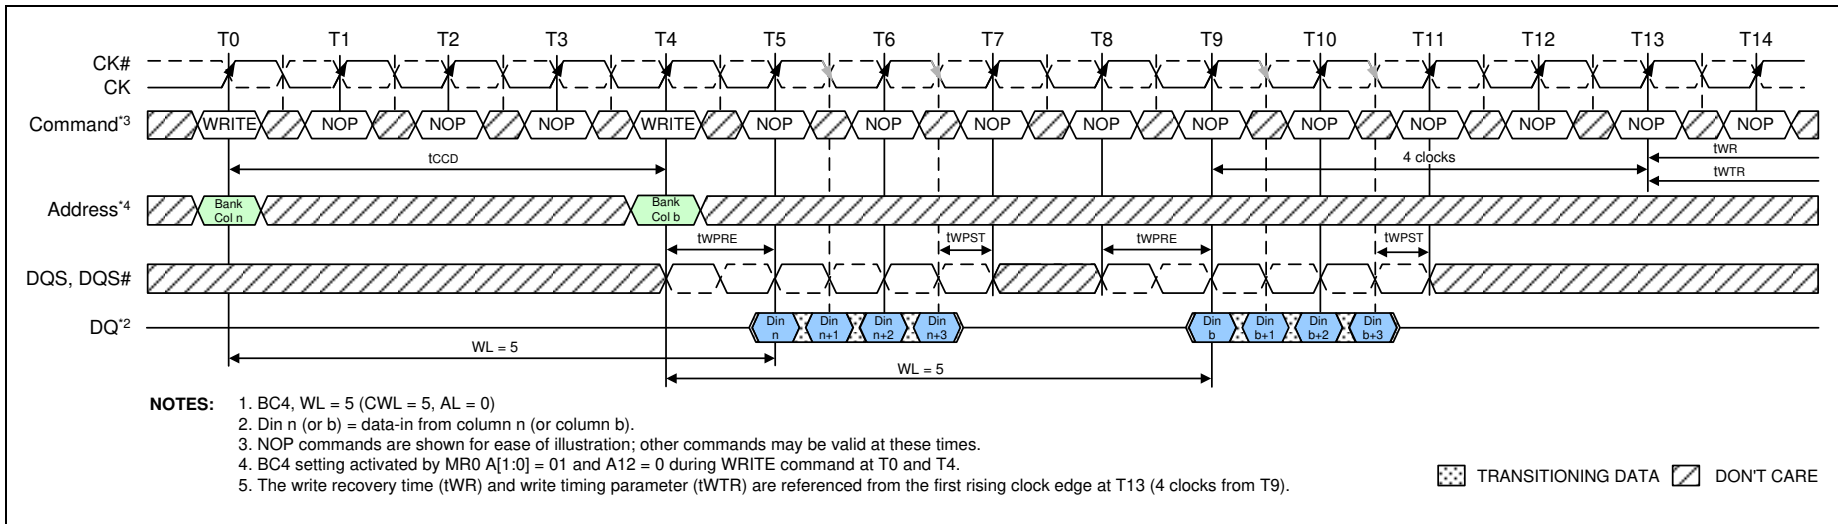 T0 T1 T2 T3 T4 T5 T6 T7 T8 T9 T10 T11 T12 T13 T14
CK#
CK
Command*3 WRITE NOP NOP NOP WRITE NOP NOP NOP NOP NOP NOP NOP NOP NOP NOP
tCCD 4 clocks tWR
tWTR
Address*4 Bank Col n Bank Col b
tWPRE tWPST tWPRE tWPST
DQS, DQS#
DQ*2 Din n Din n+1 Din n+2 Din n+3 Din b Din b+1 Din b+2 Din b+3
WL = 5
WL = 5
NOTES: 1. BC4, WL = 5 (CWL = 5, AL = 0)
2. Din n (or b) = data-in from column n (or column b).
3. NOP commands are shown for ease of illustration; other commands may be valid at these times.
4. BC4 setting activated by MR0 A[1:0] = 01 and A12 = 0 during WRITE command at T0 and T4.
5. The write recovery time (tWR) and write timing parameter (tWTR) are referenced from the first rising clock edge at T13 (4 clocks from T9).
TRANSITIONING DATA DON'T CARE